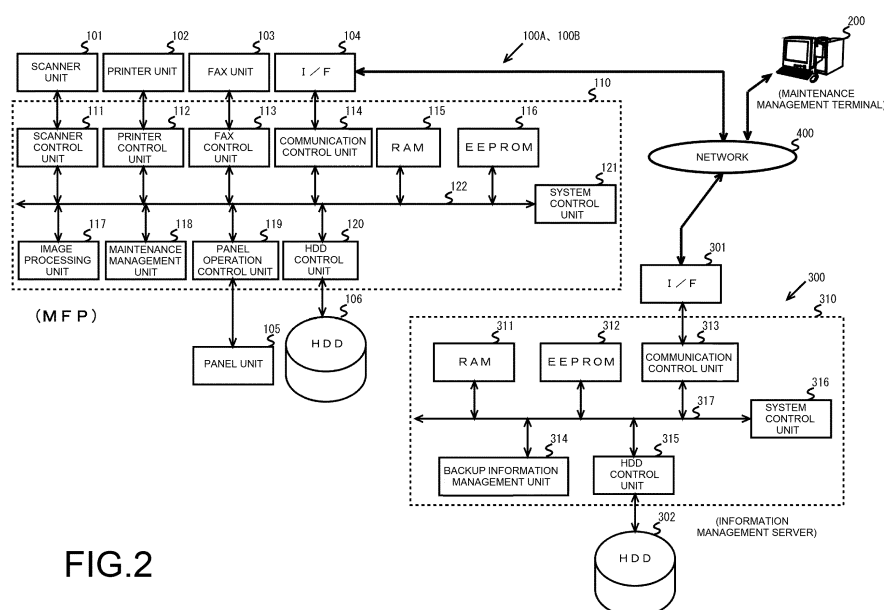 101
102
103
104
100A、100B
200
SCANNER
UNIT
PRINTER UNIT
FAX UNIT
I／F
(MAINTENANCE
MANAGEMENT TERMINAL)
110
111
112
113
114
115
116
SCANNER
CONTROL
UNIT
PRINTER
CONTROL
UNIT
FAX
CONTROL
UNIT
COMMUNICATION
CONTROL UNIT
RAM
EEPROM
400
NETWORK
122
121
SYSTEM
CONTROL
UNIT
117
118
119
120
IMAGE
PROCESSING
UNIT
MAINTENANCE
MANAGEMENT
UNIT
PANEL
OPERATION
CONTROL UNIT
HDD
CONTROL
UNIT
301
I／F
(MFP)
106
HDD
105
PANEL UNIT
300
310
311
312
313
RAM
EEPROM
COMMUNICATION
CONTROL UNIT
317
316
SYSTEM
CONTROL
UNIT
314
315
BACKUP INFORMATION
MANAGEMENT UNIT
HDD
CONTROL
UNIT
302
HDD
(INFORMATION
MANAGEMENT SERVER)
FIG.2